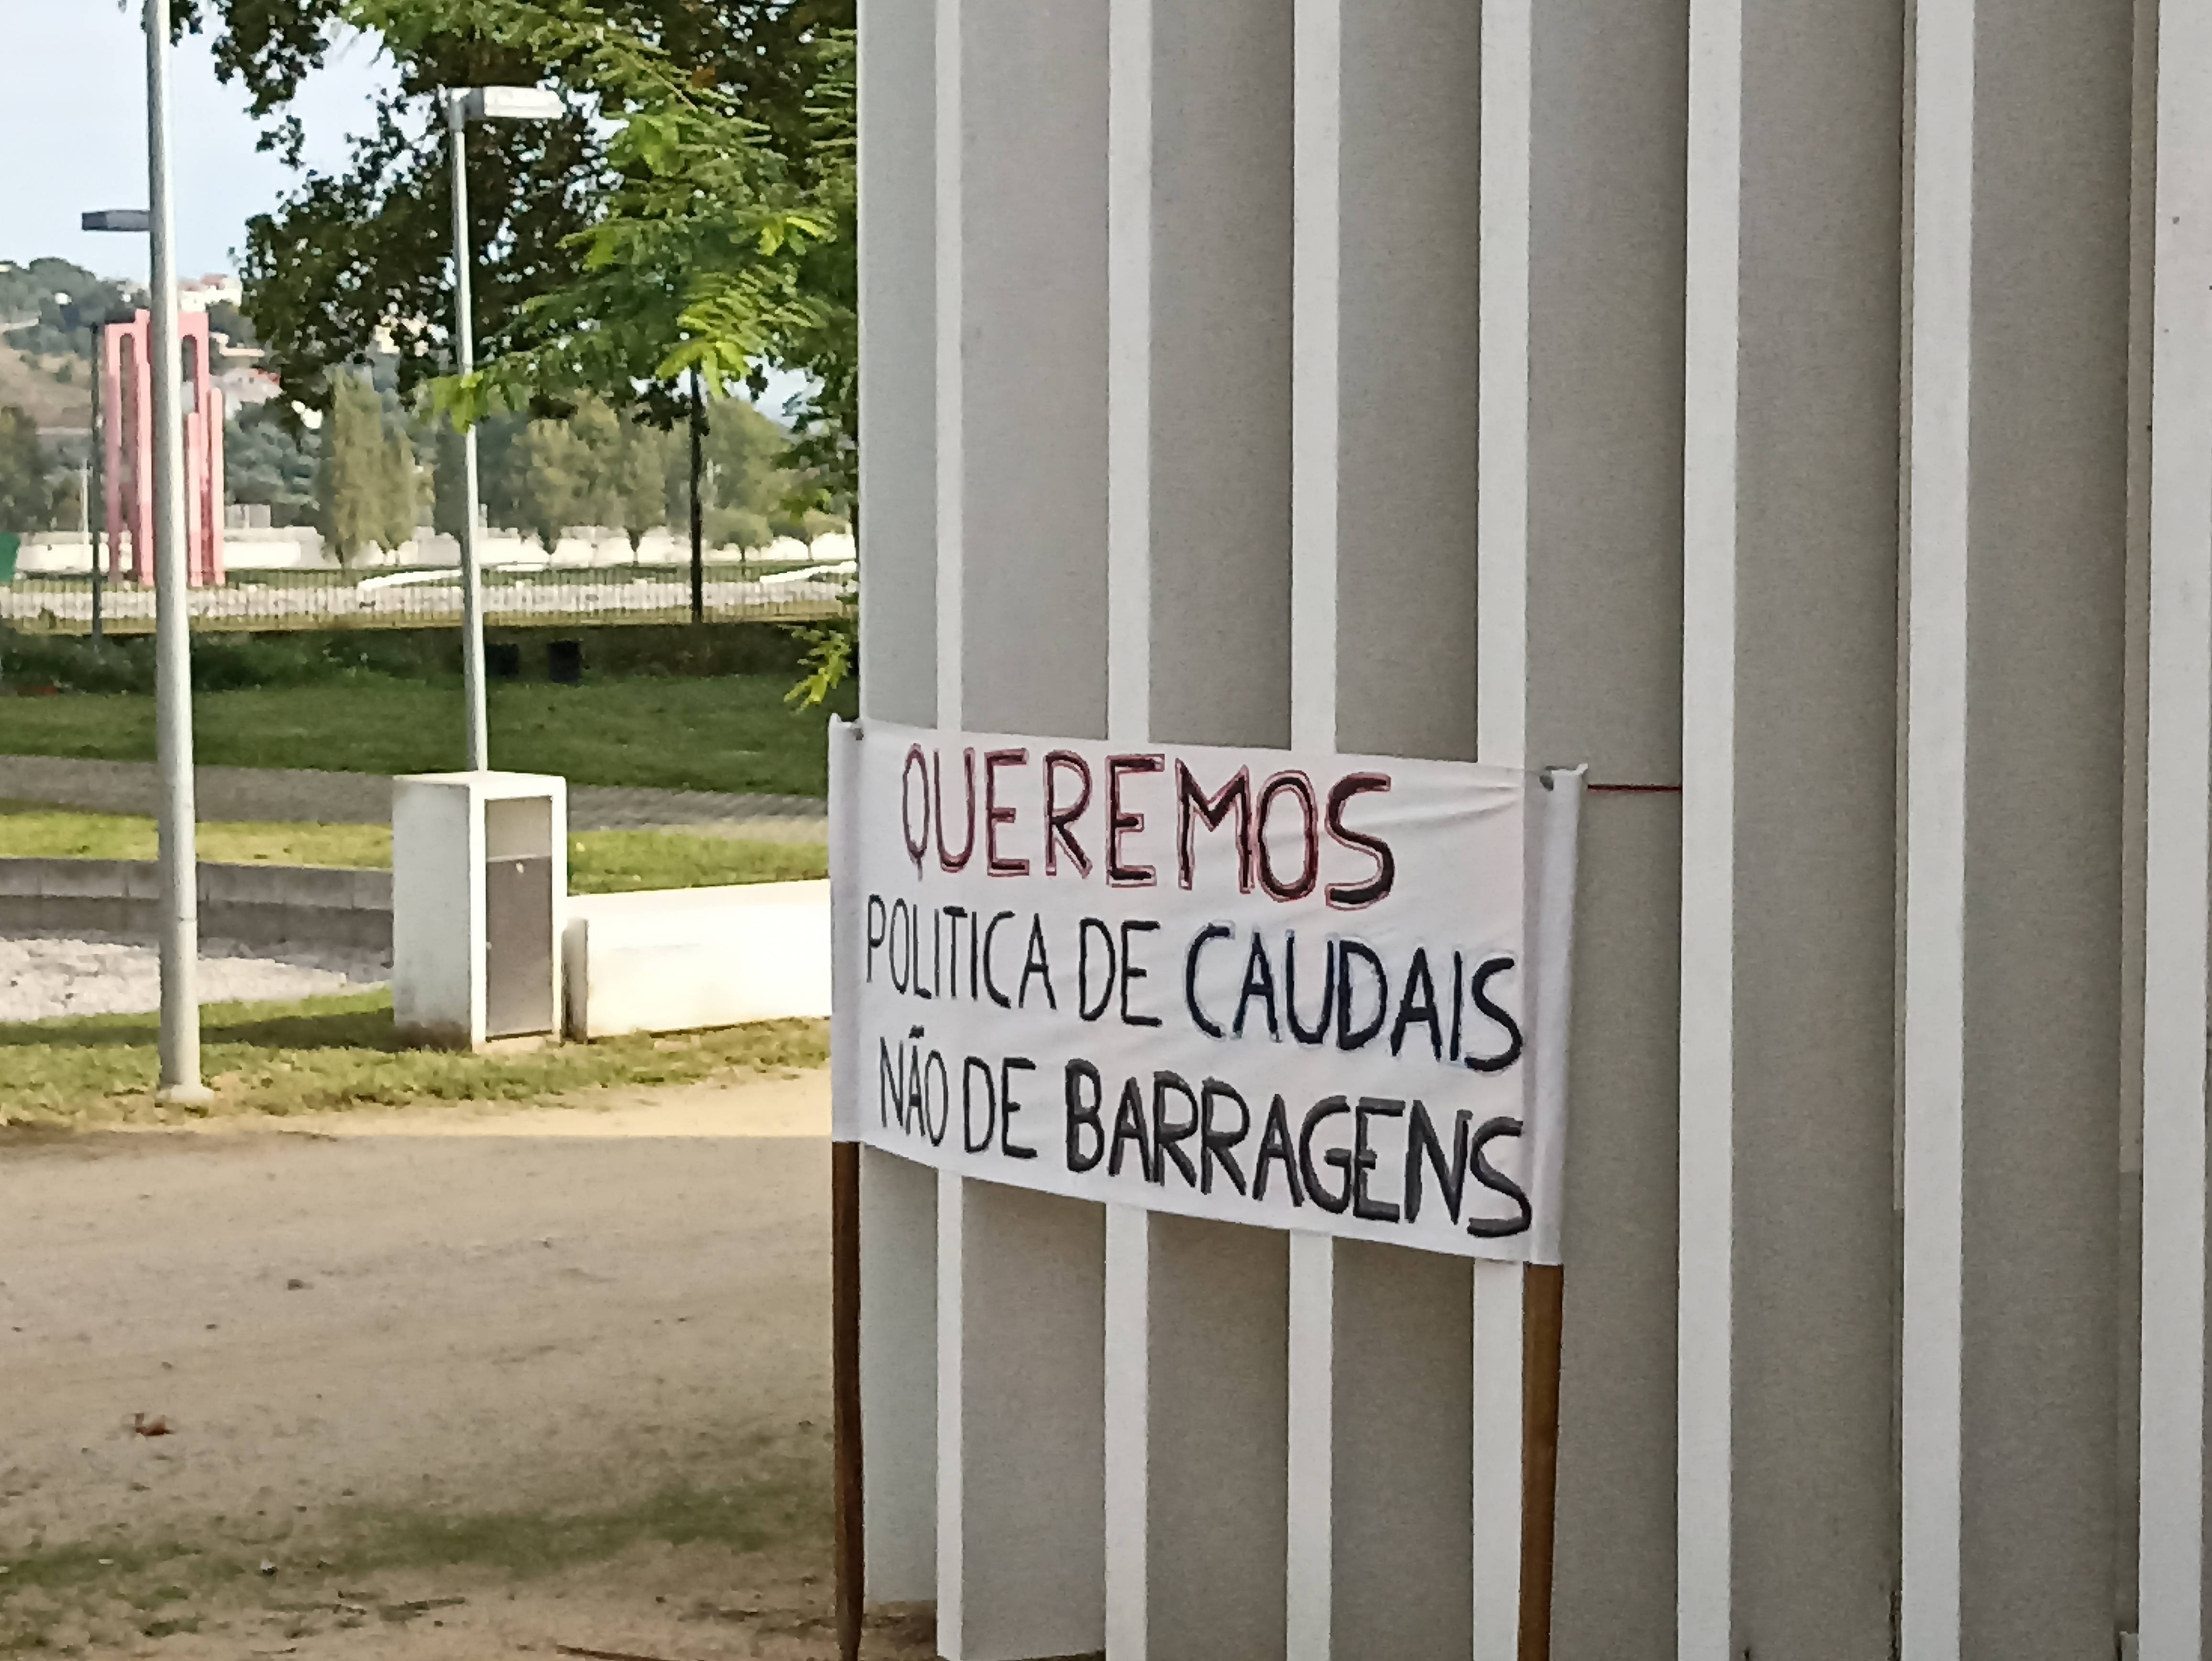 QUEREMOS
POLITICA DE CAUDAIS
NÃO DE BARRAGENS